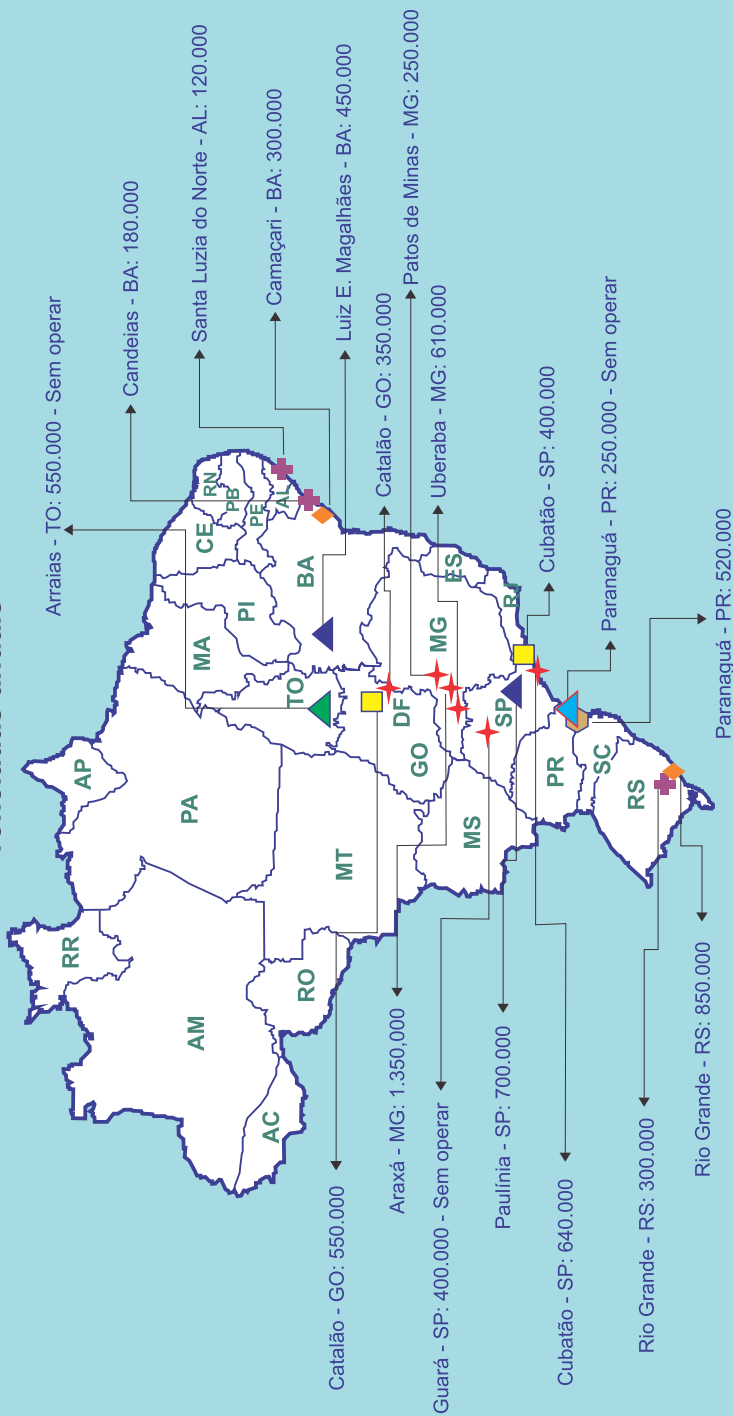 Catalão - GO: 550.000
Araxá - MG: 1.350,000
Guará - SP: 400.000 - Sem operar
Paulínia - SP: 700.000
Cubatão - SP: 640.000
Rio Grande - RS: 300.000
Rio Grande - RS: 850.000
RR
AP
AM
PA
MA
CE
RN
PB
PE
AL
PI
AC
RO
TO
BA
MT
DF
GO
MG
ES
MS
SP
PR
SC
RS
Arraias - TO: 550.000 - Sem operar
Candeias - BA: 180.000
Santa Luzia do Norte - AL: 120.000
Camaçari - BA: 300.000
Luiz E. Magalhães - BA: 450.000
Catalão - GO: 350.000
Patos de Minas - MG: 250.000
Uberaba - MG: 610.000
Cubatão - SP: 400.000
Paranaguá - PR: 250.000 - Sem operar
Paranaguá - PR: 520.000